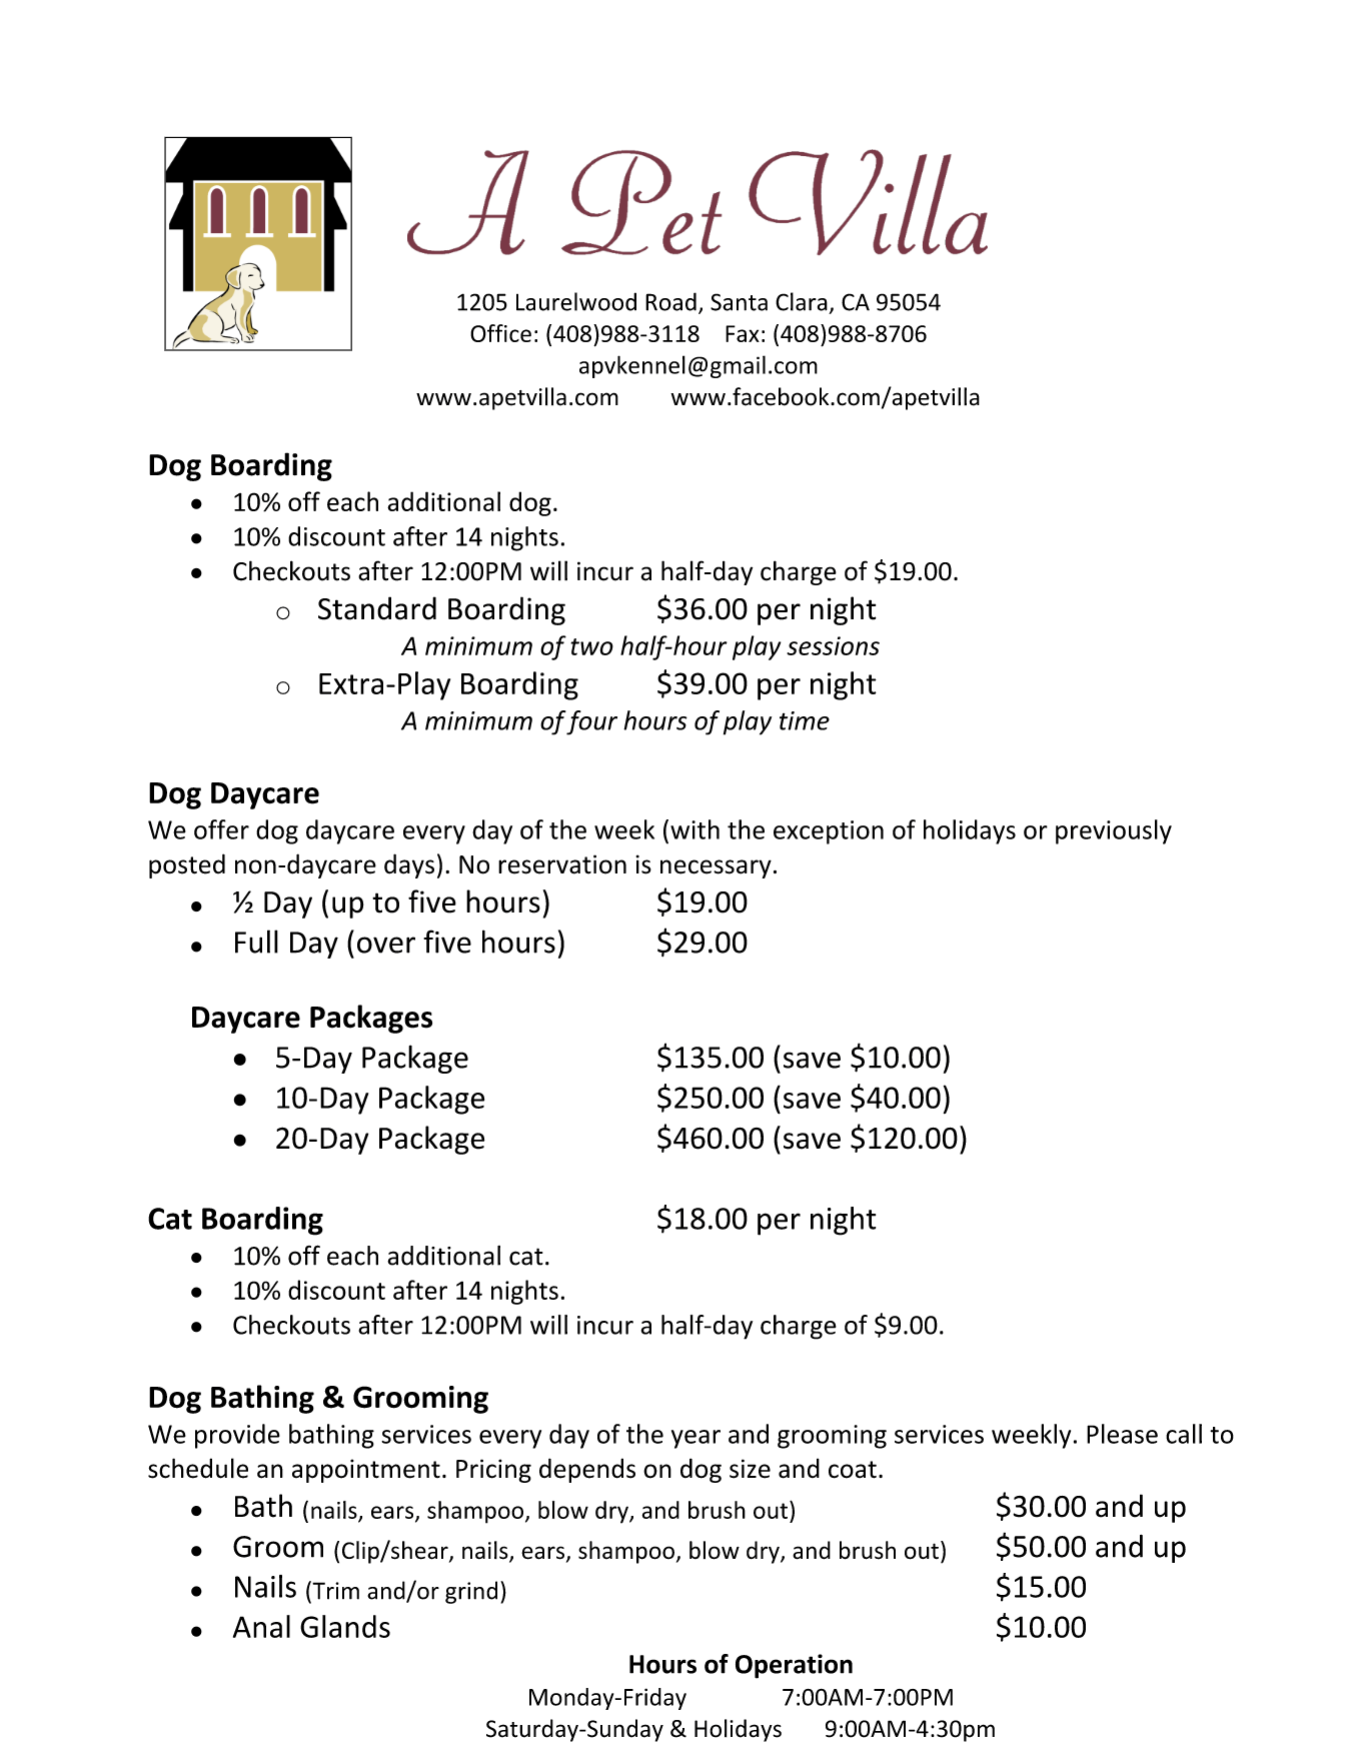 A Pet Villa
1205 Laurelwood Road, Santa Clara, CA 95054
Office: (408)988-3118 Fax: (408)988-8706
apvkennel@gmail.com
www.apetvilla.com www.facebook.com/apetvilla
Dog Boarding
• 10% off each additional dog.
• 10% discount after 14 nights.
• Checkouts after 12:00PM will incur a half-day charge of $19.00.
○ Standard Boarding $36.00 per night
A minimum of two half-hour play sessions
○ Extra-Play Boarding $39.00 per night
A minimum of four hours of play time
Dog Daycare
We offer dog daycare every day of the week (with the exception of holidays or previously
posted non-daycare days). No reservation is necessary.
• ½ Day (up to five hours) $19.00
• Full Day (over five hours) $29.00
Daycare Packages
• 5-Day Package $135.00 (save $10.00)
• 10-Day Package $250.00 (save $40.00)
• 20-Day Package $460.00 (save $120.00)
Cat Boarding $18.00 per night
• 10% off each additional cat.
• 10% discount after 14 nights.
• Checkouts after 12:00PM will incur a half-day charge of $9.00.
Dog Bathing & Grooming
We provide bathing services every day of the year and grooming services weekly. Please call to
schedule an appointment. Pricing depends on dog size and coat.
• Bath (nails, ears, shampoo, blow dry, and brush out) $30.00 and up
• Groom (Clip/shear, nails, ears, shampoo, blow dry, and brush out) $50.00 and up
• Nails (Trim and/or grind) $15.00
• Anal Glands $10.00
Hours of Operation
Monday-Friday 7:00AM-7:00PM
Saturday-Sunday & Holidays 9:00AM-4:30pm